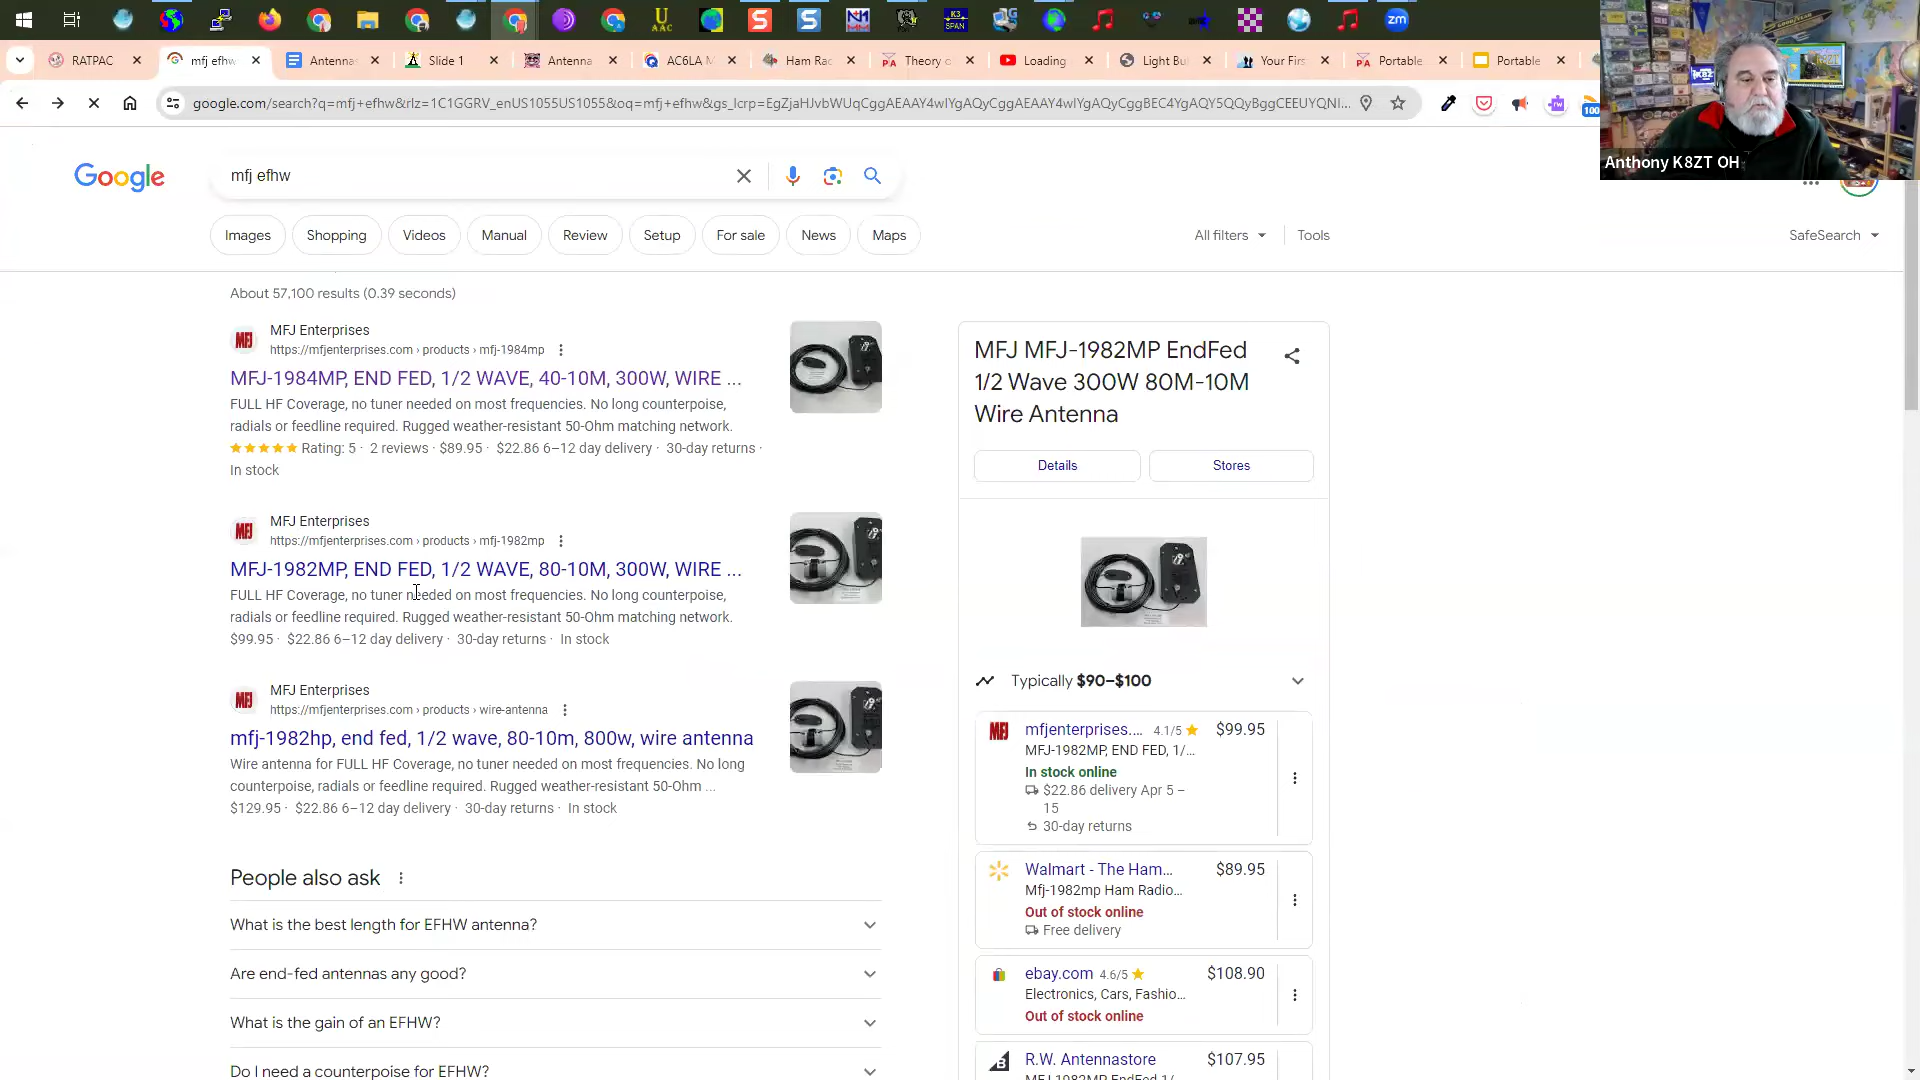 RATPAC
mfj efhw
Antenna
Slide 1
Antenna
AC6LA M
Ham Rac
Theory o
Loading
Light Bu
Your Firs
Portable
Portable
google.com/search?q=mfj+efhw&rlz=1C1GGRV_enUS1055US1055&oq=mfj+efhw&gs_lcrp=EgZjaHJvbWUqCggAEAAY4wIYgAQyCggAEAAY4wIYgAQyCggBEC4YgAQY5QQyBggCEEUYQNI...
100
Anthony K8ZT OH
Google
mfj efhw
Images
Shopping
Videos
Manual
Review
Setup
For sale
News
Maps
All filters
Tools
SafeSearch
About 57,100 results (0.39 seconds)
MFJ Enterprises
https://mfjenterprises.com › products › mfj-1984mp
MFJ-1984MP, END FED, 1/2 WAVE, 40-10M, 300W, WIRE ...
FULL HF Coverage, no tuner needed on most frequencies. No long counterpoise,
radials or feedline required. Rugged weather-resistant 50-Ohm matching network.
Rating: 5 · 2 reviews · $89.95 · $22.86 6–12 day delivery · 30-day returns ·
In stock
MFJ Enterprises
https://mfjenterprises.com › products › mfj-1982mp
MFJ-1982MP, END FED, 1/2 WAVE, 80-10M, 300W, WIRE ...
FULL HF Coverage, no tuner needed on most frequencies. No long counterpoise,
radials or feedline required. Rugged weather-resistant 50-Ohm matching network.
$99.95 · $22.86 6–12 day delivery · 30-day returns · In stock
MFJ Enterprises
https://mfjenterprises.com › products › wire-antenna
mfj-1982hp, end fed, 1/2 wave, 80-10m, 800w, wire antenna
Wire antenna for FULL HF Coverage, no tuner needed on most frequencies. No long
counterpoise, radials or feedline required. Rugged weather-resistant 50-Ohm ...
$129.95 · $22.86 6–12 day delivery · 30-day returns · In stock
People also ask
What is the best length for EFHW antenna?
Are end-fed antennas any good?
What is the gain of an EFHW?
Do I need a counterpoise for EFHW?
MFJ MFJ-1982MP EndFed
1/2 Wave 300W 80M-10M
Wire Antenna
Details
Stores
Typically $90–$100
mfjenterprises.... 4.1/5 $99.95
MFJ-1982MP, END FED, 1/...
In stock online
$22.86 delivery Apr 5 –
15
30-day returns
Walmart - The Ham... $89.95
Mfj-1982mp Ham Radio...
Out of stock online
Free delivery
ebay.com 4.6/5 $108.90
Electronics, Cars, Fashio...
Out of stock online
R.W. Antennastore $107.95
MFJ-1982MP EndFed 1/